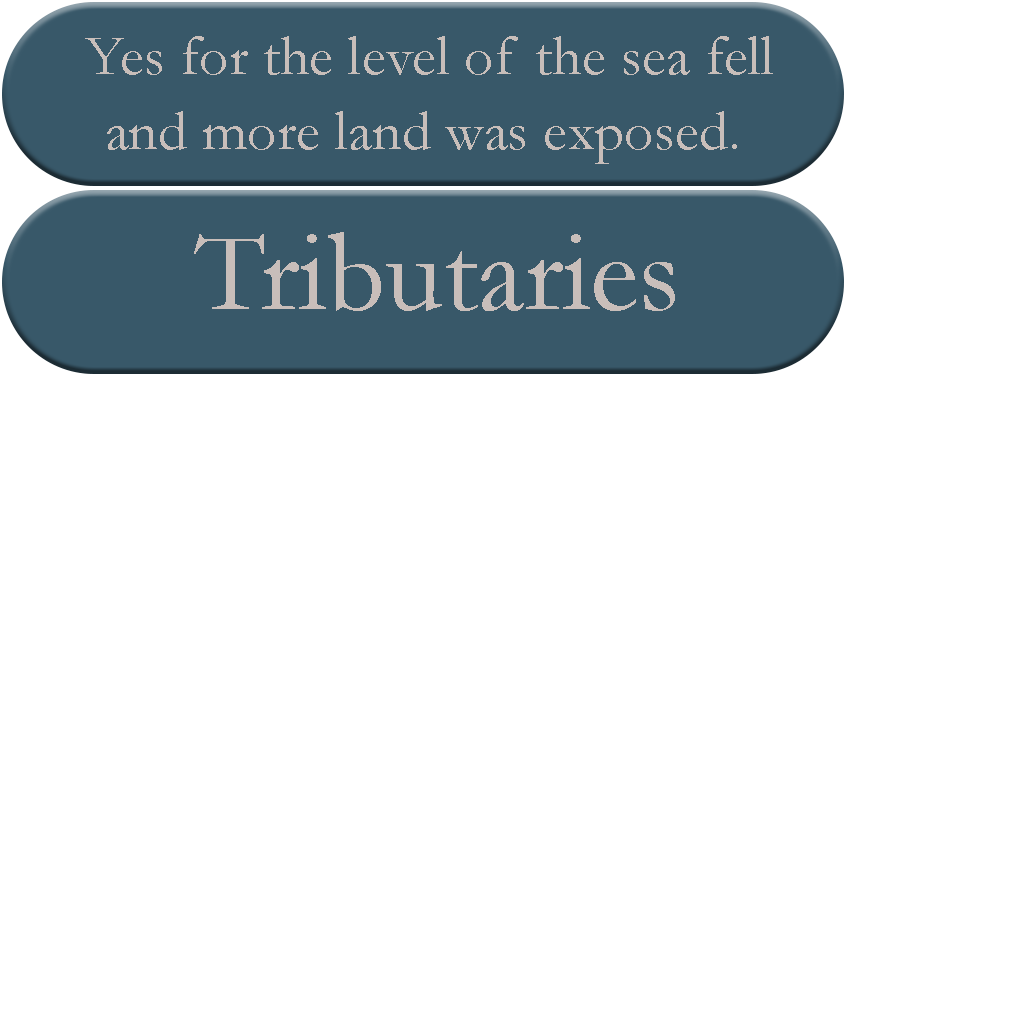 Yes for the level of the sea fell
and more land was exposed.
Tributaries